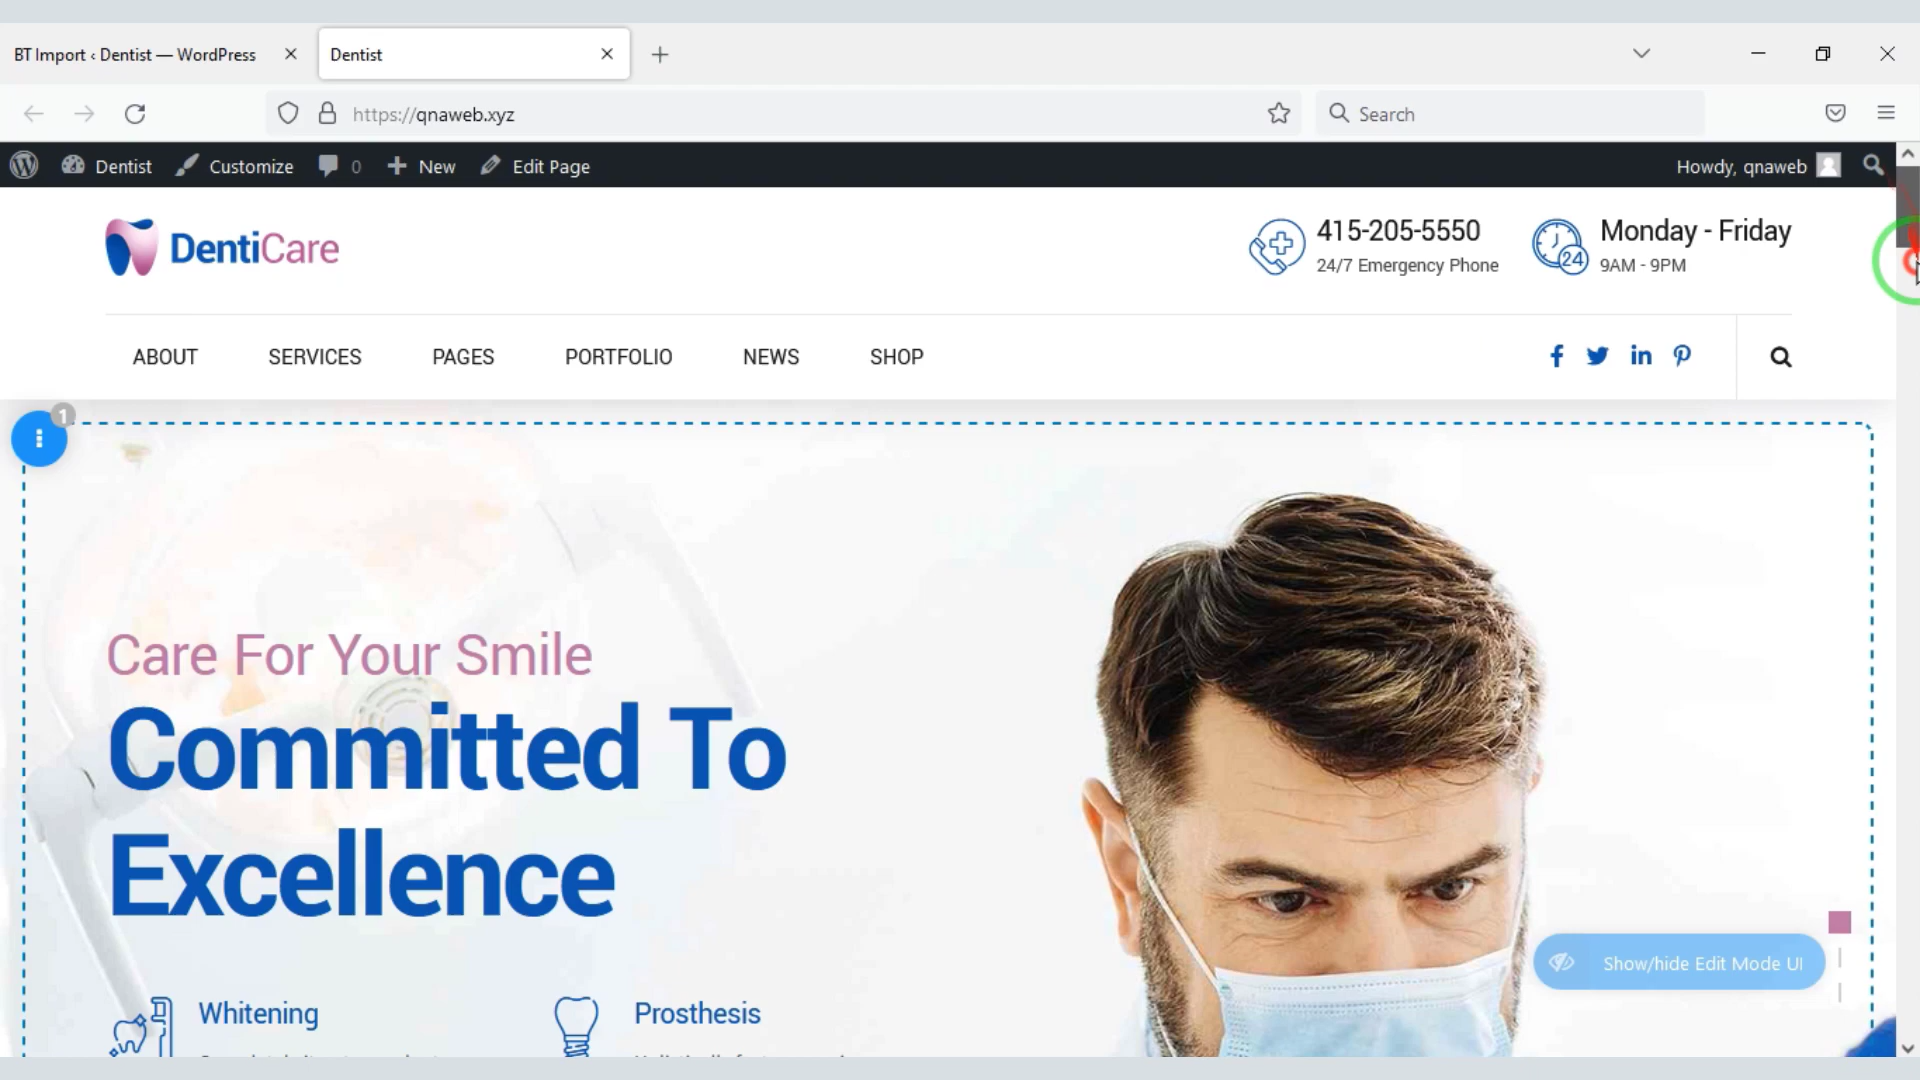 BT Import ‹ Dentist — WordPress
Dentist
https://qnaweb.xyz
Search
Dentist
Customize
0
New
Edit Page
Howdy, qnaweb
DentiCare
415-205-5550
24/7 Emergency Phone
24
Monday - Friday
9AM - 9PM
ABOUT
SERVICES
PAGES
PORTFOLIO
NEWS
SHOP
1
Care For Your Smile
Committed To
Excellence
Show/hide Edit Mode UI
Whitening
Prosthesis